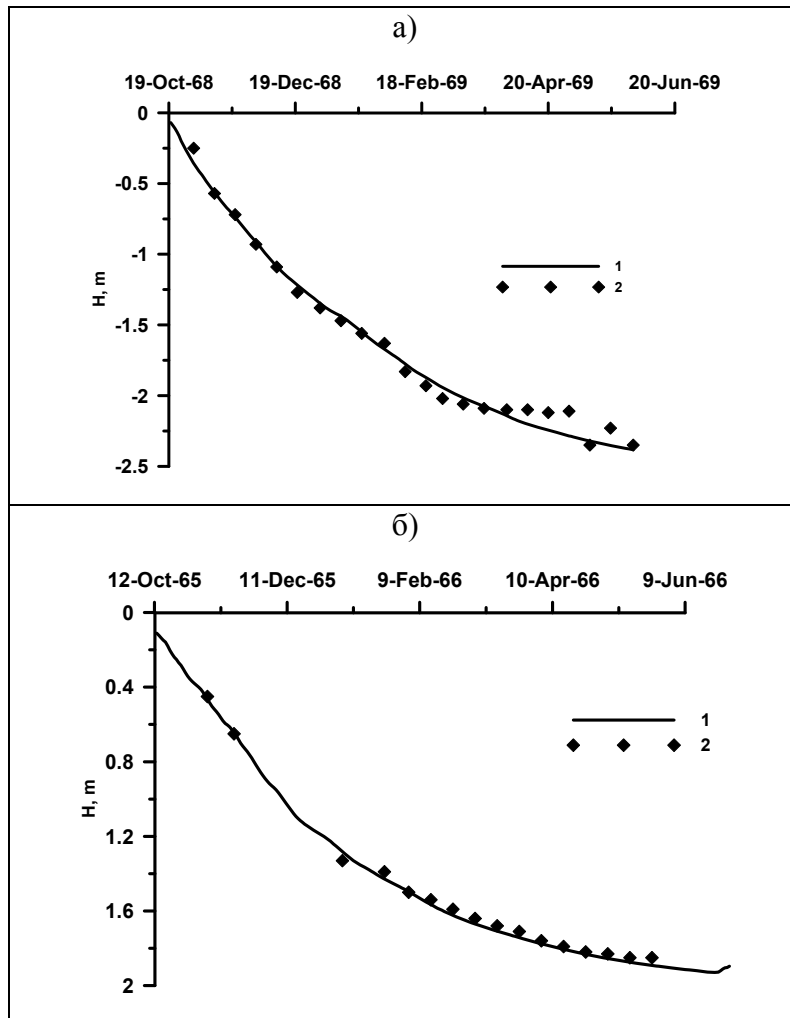 а)
19-Oct-68 19-Dec-68 18-Feb-69 20-Apr-69 20-Jun-69
0
-0.5
-1
-1.5
-2
-2.5
H, m
1
2
б)
12-Oct-65 11-Dec-65 9-Feb-66 10-Apr-66 9-Jun-66
0
0.4
0.8
1.2
1.6
2
H, m
1
2